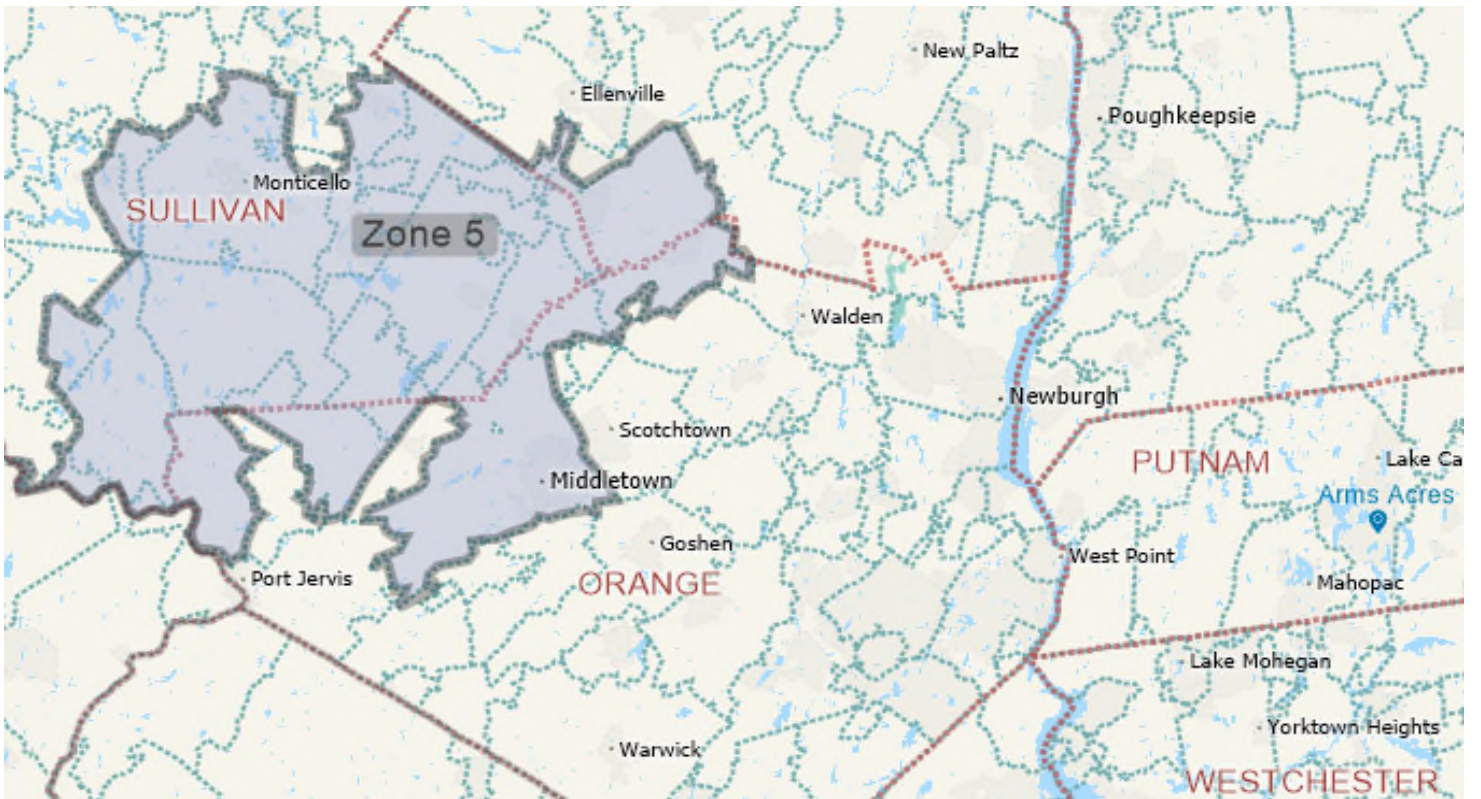 New Paltz
Ellenville
Poughkeepsie
Monticello
SULLIVAN
Zone 5
Walden
Newburgh
Scotchtown
PUTNAM
Lake Ca
Middletown
Arms Acres
Goshen
West Point
Port Jervis
ORANGE
Mahopac
Lake Mohegan
Yorktown Heights
Warwick
WESTCHESTER